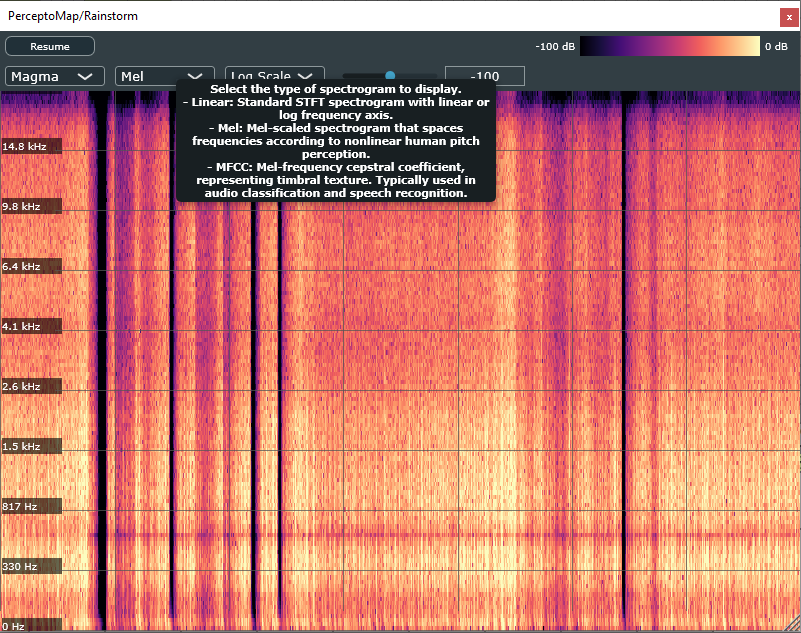 PerceptoMap/Rainstorm
x
Resume
-100 dB
0 dB
Magma
Mel
Log Scale
-100
Select the type of spectrogram to display.
- Linear: Standard STFT spectrogram with linear or
log frequency axis.
- Mel: Mel-scaled spectrogram that spaces
frequencies according to nonlinear human pitch
perception.
- MFCC: Mel-frequency cepstral coefficient,
representing timbral texture. Typically used in
audio classification and speech recognition.
14.8 kHz
9.8 kHz
6.4 kHz
4.1 kHz
2.6 kHz
1.5 kHz
817 Hz
330 Hz
0 Hz